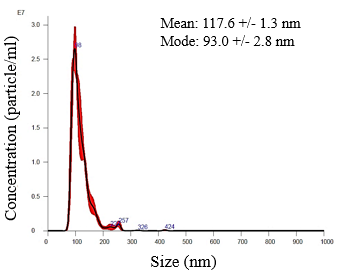 E7
Mean: 117.6 +/- 1.3 nm
Mode: 93.0 +/- 2.8 nm
Concentration (particle/ml)
3.0
2.5
2.0
1.5
1.0
0.5
0
98
257
326
424
0 100 200 300 400 500 600 700 800 900 1000
Size (nm)